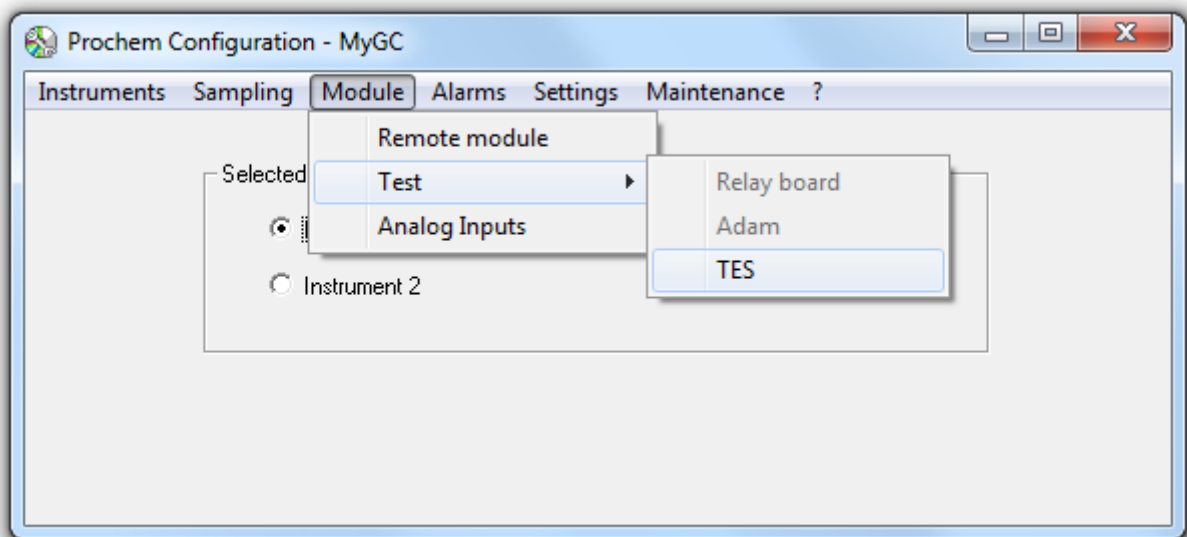 Prochem Configuration - MyGC
Instruments Sampling Module Alarms Settings Maintenance ?
Remote module
Selected
Test
Relay board
Analog Inputs
Adam
TES
Instrument 2